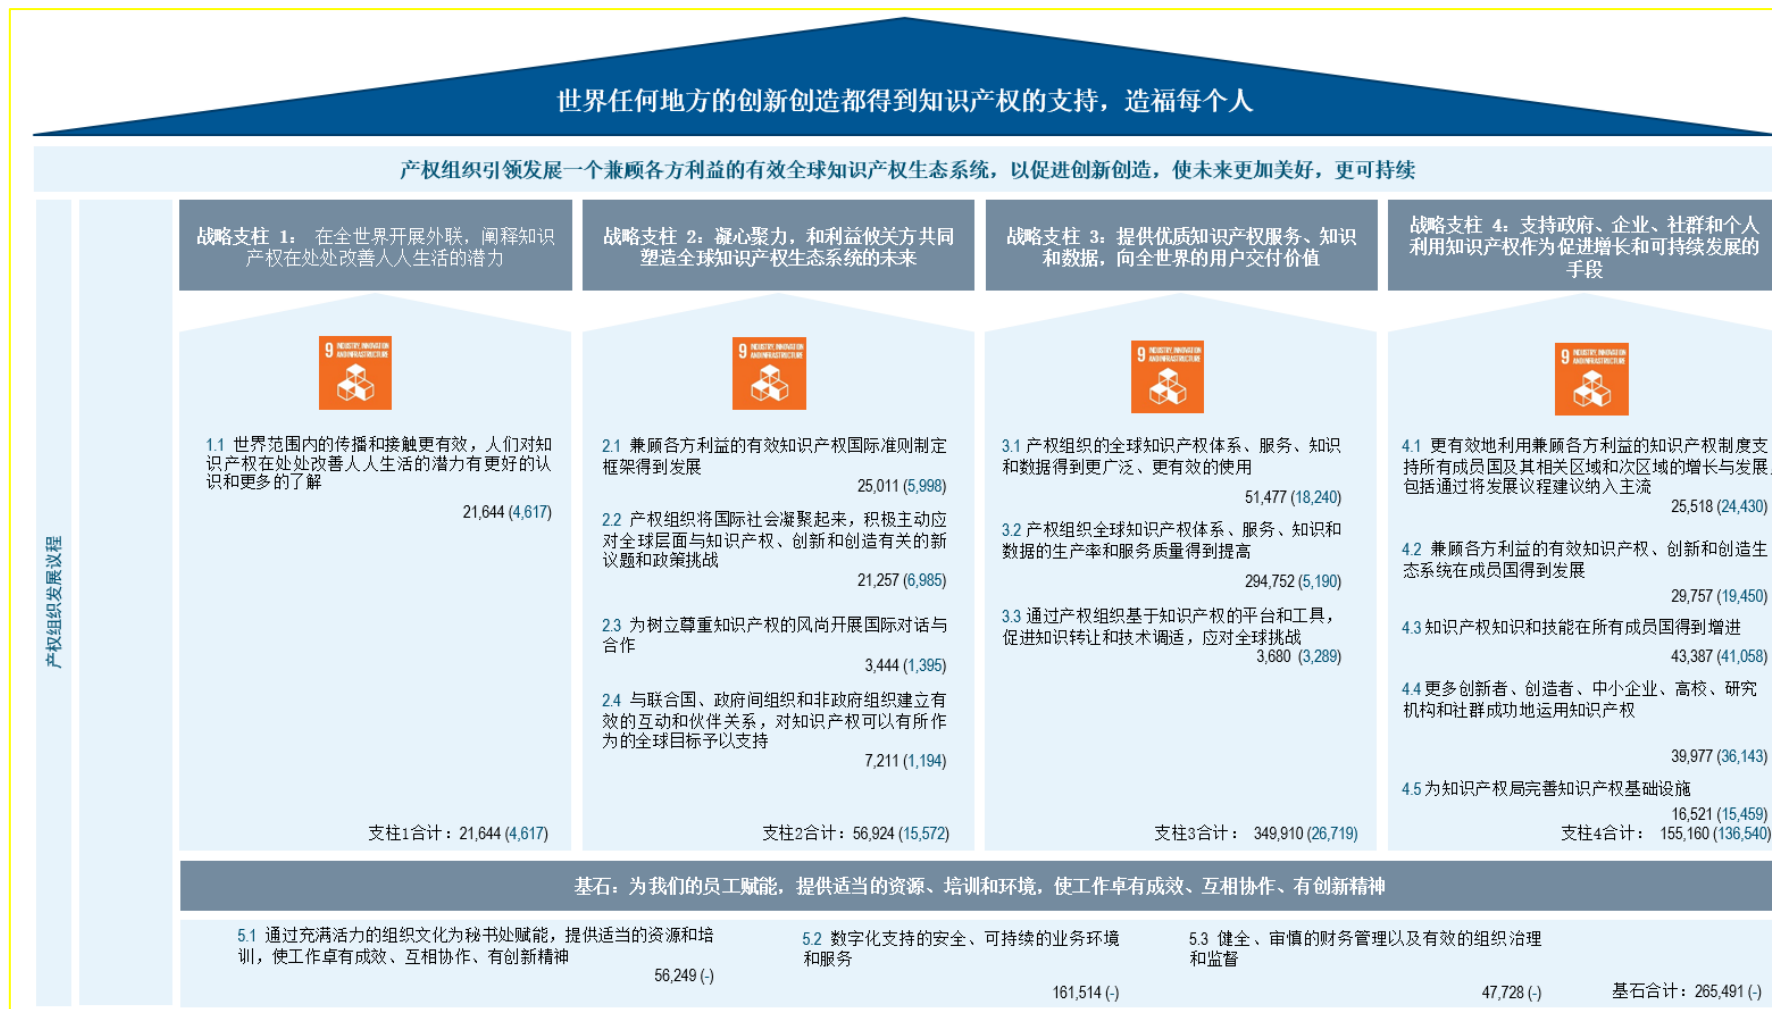 世界任何地方的创新创造都得到知识产权的支持，造福每个人
产权组织引领发展一个兼顾各方利益的有效全球知识产权生态系统，以促进创新创造，使未来更加美好，更可持续
产权组织发展议程
战略支柱 1： 在全世界开展外联，阐释知识
产权在处处改善人人生活的潜力
9 INDUSTRY, INNOVATION
AND INFRASTRUCTURE
1.1 世界范围内的传播和接触更有效，人们对知
识产权在处处改善人人生活的潜力有更好的认
识和更多的了解
21,644 (4,617)
支柱1合计：21,644 (4,617)
战略支柱 2：凝心聚力，和利益攸关方共同
塑造全球知识产权生态系统的未来
9 INDUSTRY, INNOVATION
AND INFRASTRUCTURE
2.1 兼顾各方利益的有效知识产权国际准则制定
框架得到发展
25,011 (5,998)
2.2 产权组织将国际社会凝聚起来，积极主动应
对全球层面与知识产权、创新和创造有关的新
议题和政策挑战
21,257 (6,985)
2.3 为树立尊重知识产权的风尚开展国际对话与
合作
3,444 (1,395)
2.4 与联合国、政府间组织和非政府组织建立有
效的互动和伙伴关系，对知识产权可以有所作
为的全球目标予以支持
7,211 (1,194)
支柱2合计：56,924 (15,572)
战略支柱 3：提供优质知识产权服务、知识
和数据，向全世界的用户交付价值
9 INDUSTRY, INNOVATION
AND INFRASTRUCTURE
3.1 产权组织的全球知识产权体系、服务、知识
和数据得到更广泛、更有效的使用
51,477 (18,240)
3.2 产权组织全球知识产权体系、服务、知识和
数据的生产率和服务质量得到提高
294,752 (5,190)
3.3 通过产权组织基于知识产权的平台和工具，
促进知识转让和技术调适，应对全球挑战
3,680 (3,289)
支柱3合计： 349,910 (26,719)
战略支柱 4：支持政府、企业、社群和个人
利用知识产权作为促进增长和可持续发展的
手段
9 INDUSTRY, INNOVATION
AND INFRASTRUCTURE
4.1 更有效地利用兼顾各方利益的知识产权制度支
持所有成员国及其相关区域和次区域的增长与发展，
包括通过将发展议程建议纳入主流
25,518 (24,430)
4.2 兼顾各方利益的有效知识产权、创新和创造生
态系统在成员国得到发展
29,757 (19,450)
4.3 知识产权知识和技能在所有成员国得到增进
43,387 (41,058)
4.4 更多创新者、创造者、中小企业、高校、研究
机构和社群成功地运用知识产权
39,977 (36,143)
4.5 为知识产权局完善知识产权基础设施
16,521 (15,459)
支柱4合计： 155,160 (136,540)
基石：为我们的员工赋能，提供适当的资源、培训和环境，使工作卓有成效、互相协作、有创新精神
5.1 通过充满活力的组织文化为秘书处赋能，提供适当的资源和培
训，使工作卓有成效、互相协作、有创新精神
56,249 (-)
5.2 数字化支持的安全、可持续的业务环境
和服务
161,514 (-)
5.3 健全、审慎的财务管理以及有效的组织治理
和监督
47,728 (-)
基石合计：265,491 (-)